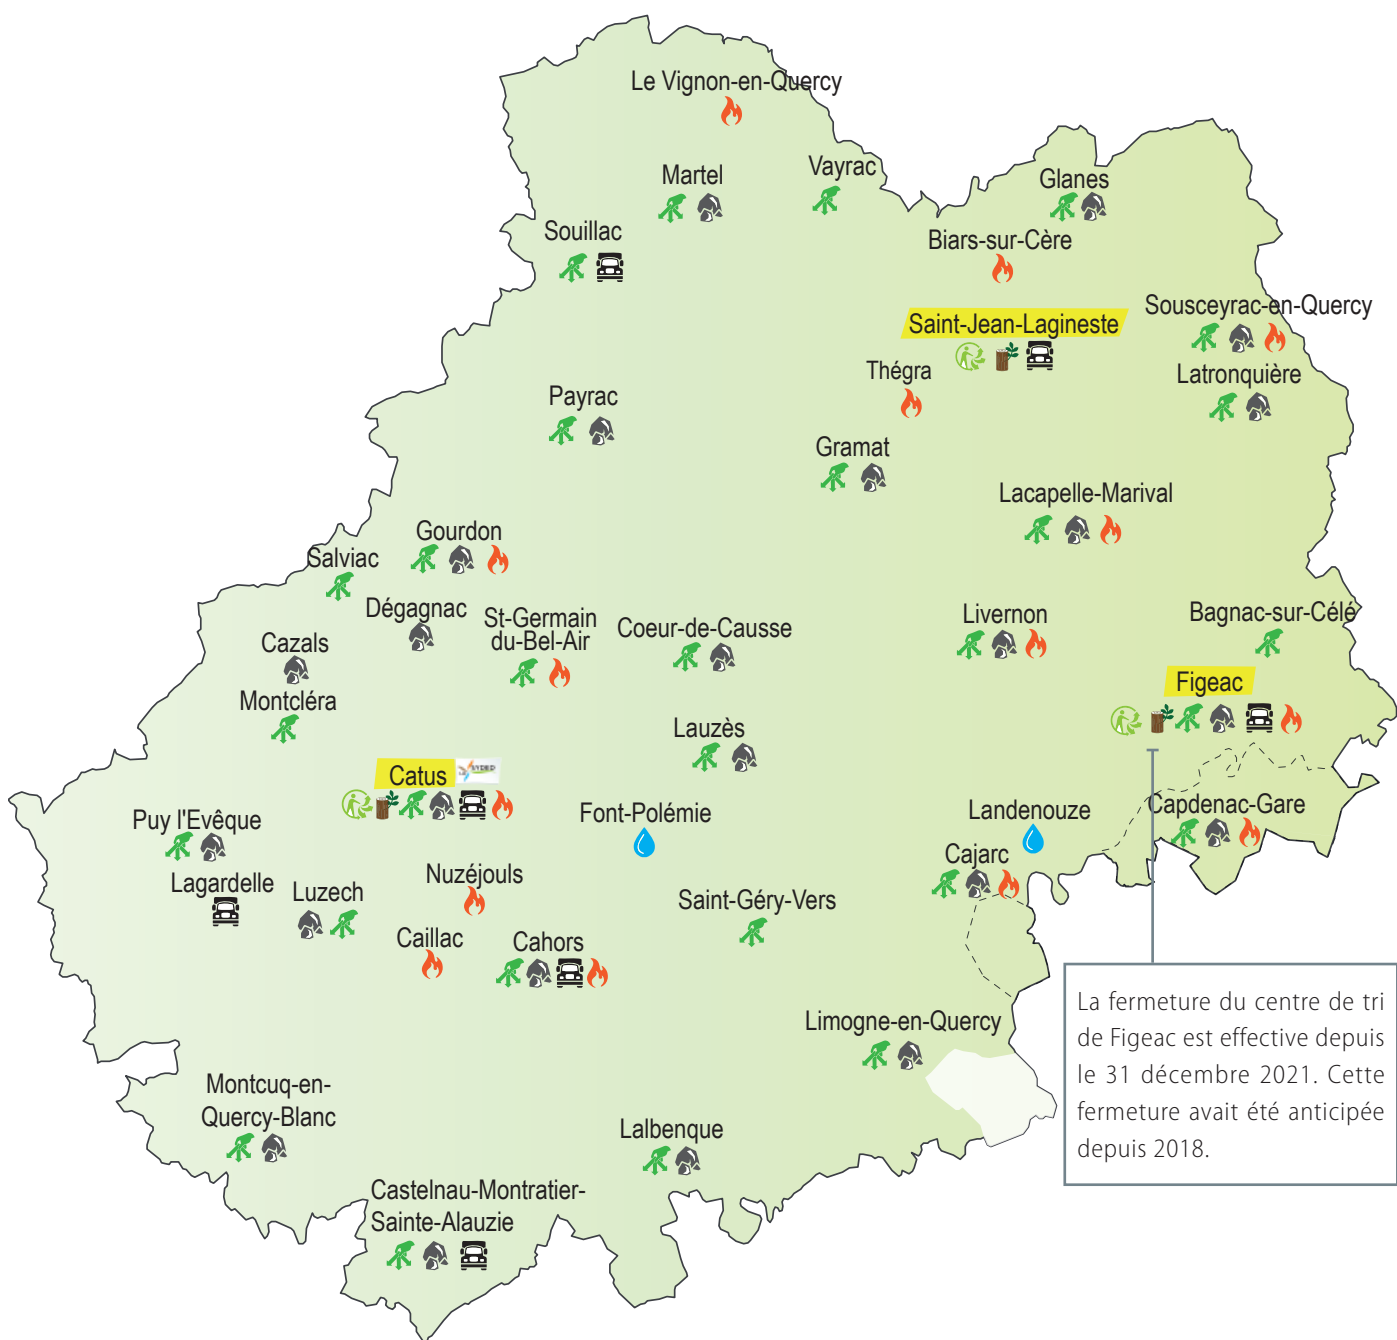 Le Vignon-en-Quercy
Martel
Vayrac
Glanes
Souillac
Biars-sur-Cère
Sousceyrac-en-Quercy
Saint-Jean-Lagineste
Thégra
Latronquière
Payrac
Gramat
Lacapelle-Marival
Gourdon
Salviac
Dégagnac
St-Germain
du-Bel-Air
Coeur-de-Causse
Livernon
Bagnac-sur-Célé
Cazals
Montcléra
Figeac
Lauzès
Catus
SYDED
Puy l'Evêque
Font-Polémie
Landenouze
Capdenac-Gare
Cajarc
Lagardelle
Luzech
Nuzéjouls
Saint-Géry-Vers
Caillac
Cahors
La fermeture du centre de tri
de Figeac est effective depuis
le 31 décembre 2021. Cette
fermeture avait été anticipée
depuis 2018.
Limogne-en-Quercy
Montcuq-en-
Quercy-Blanc
Lalbenque
Castelnau-Montratier-
Sainte-Alauzie